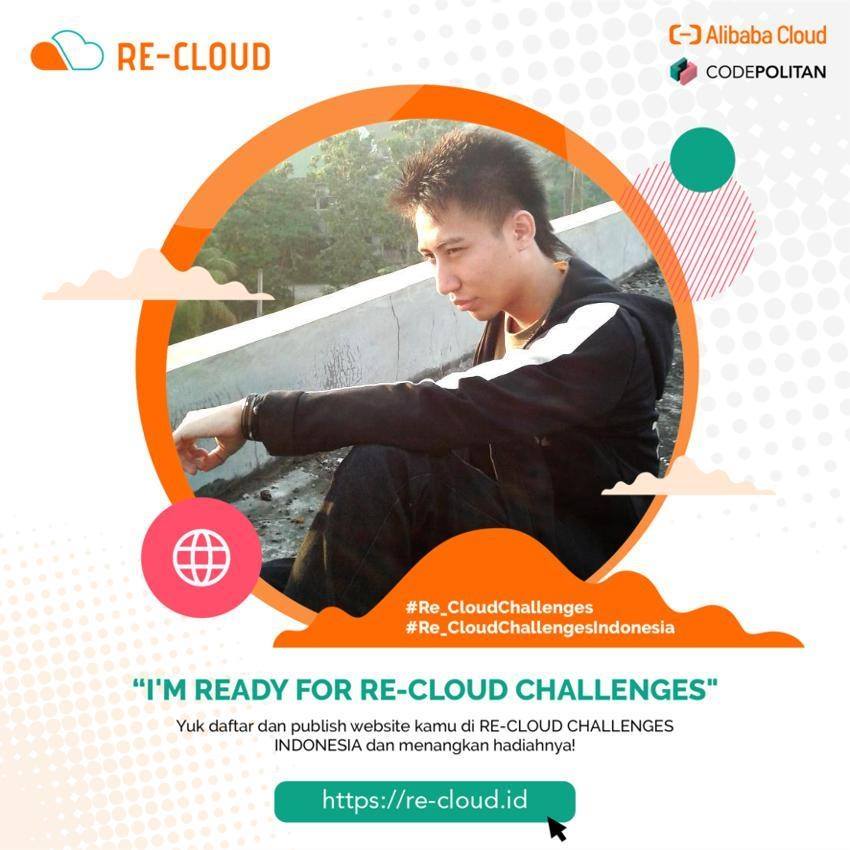 RE-CLOUD
Alibaba Cloud
CODEPOLITAN
#Re_CloudChallenges
#Re_CloudChallengesIndonesia
“I'M READY FOR RE-CLOUD CHALLENGES"
Yuk daftar dan publish website kamu di RE-CLOUD CHALLENGES
INDONESIA dan menangkan hadiahnya!
https://re-cloud.id